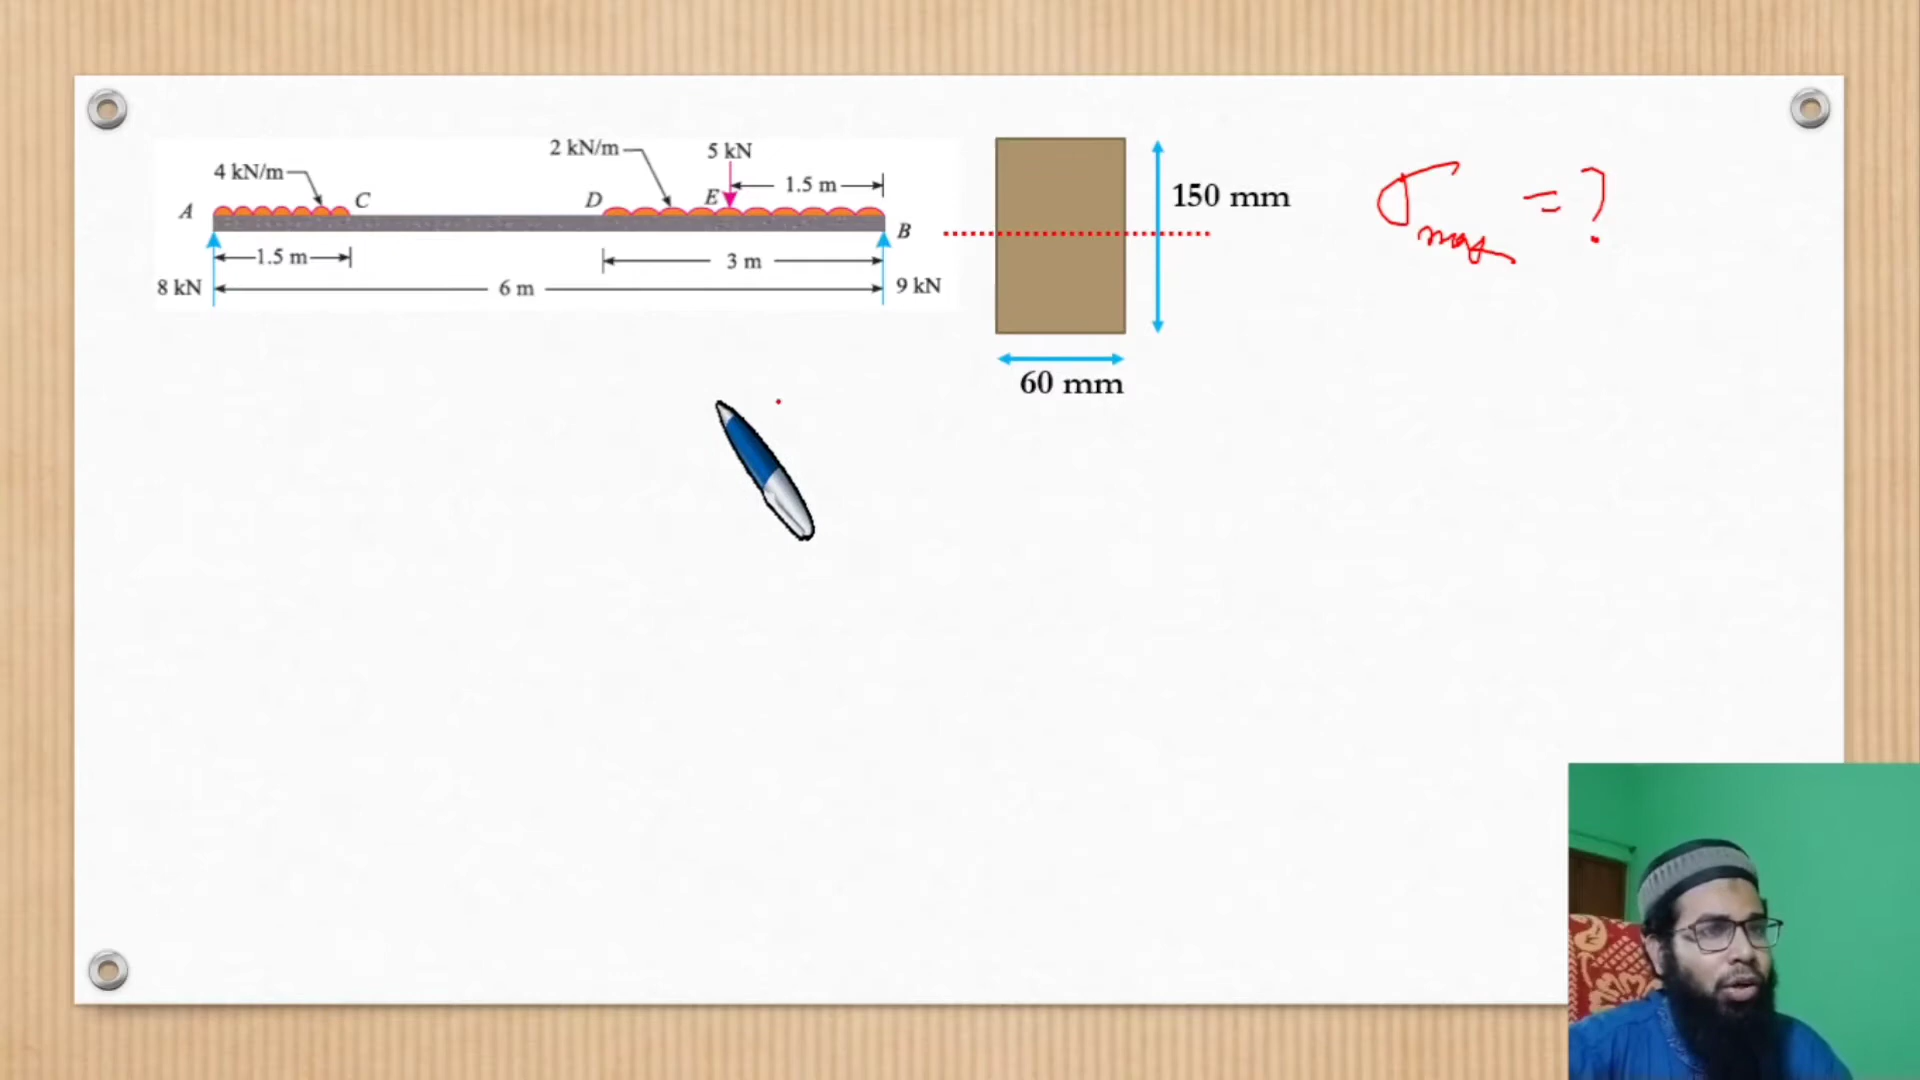 2 kN/m
5 kN
4 kN/m
1.5 m
A
C
D
E
B
150 mm
σmax = ?
1.5 m
3 m
8 kN
6 m
9 kN
60 mm